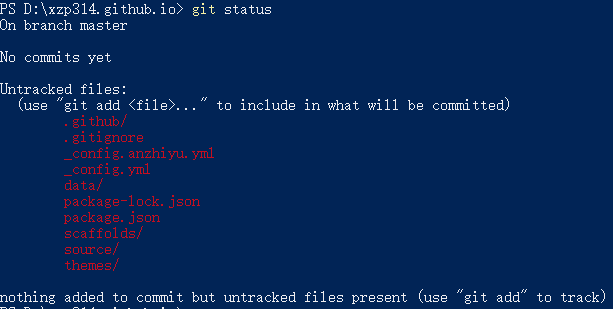 PS D:\xzp314.github.io> git status
On branch master

No commits yet

Untracked files:
  (use "git add <file>..." to include in what will be committed)
        .github/
        .gitignore
        _config.anzhiyu.yml
        _config.yml
        data/
        package-lock.json
        package.json
        scaffolds/
        source/
        themes/

nothing added to commit but untracked files present (use "git add" to track)